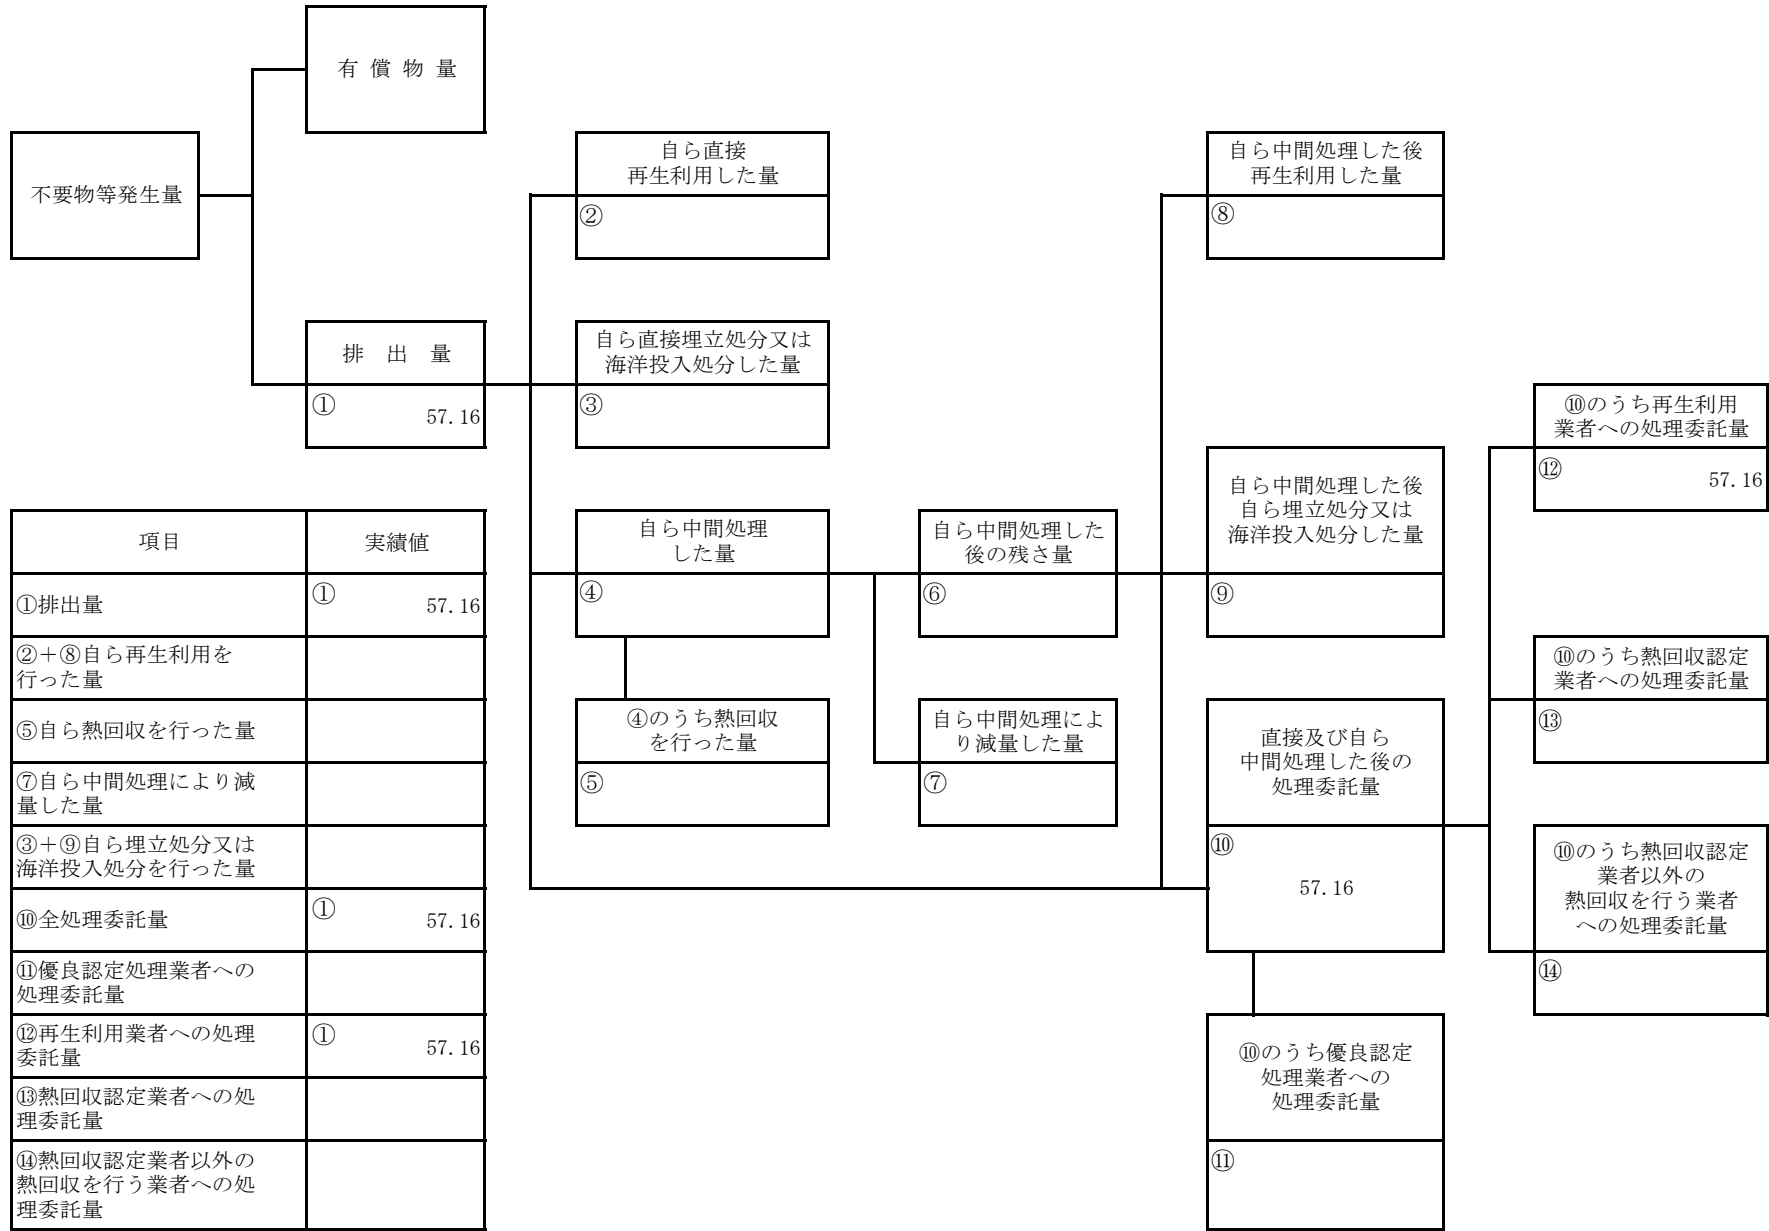 有 償 物 量
不要物等発生量
自ら直接
再生利用した量
②
自ら中間処理した後
再生利用した量
⑧
排 出 量
① 57.16
自ら直接埋立処分又は
海洋投入処分した量
③
⑩のうち再生利用
業者への処理委託量
⑫ 57.16
自ら中間処理した後
自ら埋立処分又は
海洋投入処分した量
⑨
自ら中間処理
した量
④
自ら中間処理した
後の残さ量
⑥
④のうち熱回収
を行った量
⑤
自ら中間処理によ
り減量した量
⑦
直接及び自ら
中間処理した後の
処理委託量
⑩
57.16
⑩のうち熱回収認定
業者への処理委託量
⑬
⑩のうち熱回収認定
業者以外の
熱回収を行う業者
への処理委託量
⑭
⑩のうち優良認定
処理業者への
処理委託量
⑪
項目 実績値
①排出量 ① 57.16
②＋⑧自ら再生利用を
行った量
⑤自ら熱回収を行った量
⑦自ら中間処理により減
量した量
③＋⑨自ら埋立処分又は
海洋投入処分を行った量
⑩全処理委託量 ① 57.16
⑪優良認定処理業者への
処理委託量
⑫再生利用業者への処理
委託量 ① 57.16
⑬熱回収認定業者への処
理委託量
⑭熱回収認定業者以外の
熱回収を行う業者への処
理委託量